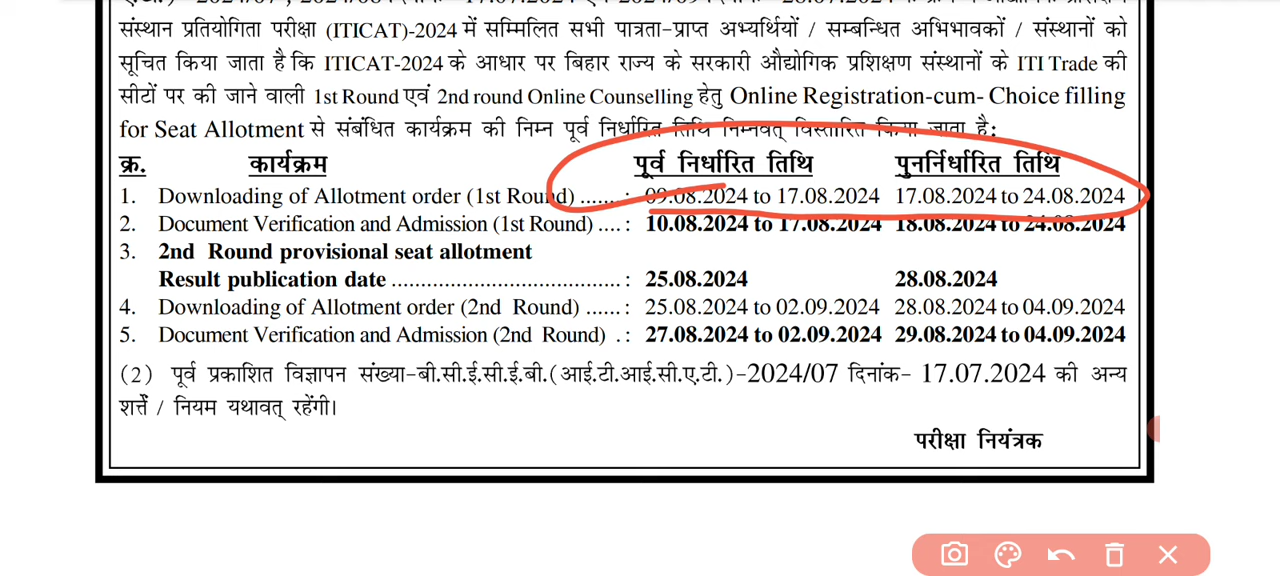 संस्थान प्रतियोगिता परीक्षा (ITICAT)-2024 में सम्मिलित सभी पात्रता-प्राप्त अभ्यर्थियों / सम्बन्धित अभिभावकों / संस्थानों को
सूचित किया जाता है कि ITICAT-2024 के आधार पर बिहार राज्य के सरकारी औद्योगिक प्रशिक्षण संस्थानों के ITI Trade की
सीटों पर की जाने वाली 1st Round एवं 2nd round Online Counselling हेतु Online Registration-cum- Choice filling
for Seat Allotment से संबंधित कार्यक्रम की निम्न पूर्व निर्धारित तिथि निम्नवत् विस्तारित किया जाता है:
क्र. कार्यक्रम पूर्व निर्धारित तिथि पुनर्निर्धारित तिथि
1. Downloading of Allotment order (1st Round) ...... : 09.08.2024 to 17.08.2024 17.08.2024 to 24.08.2024
2. Document Verification and Admission (1st Round) .... : 10.08.2024 to 17.08.2024 18.08.2024 to 24.08.2024
3. 2nd Round provisional seat allotment
Result publication date ............................................... : 25.08.2024 28.08.2024
4. Downloading of Allotment order (2nd Round) ...... : 25.08.2024 to 02.09.2024 28.08.2024 to 04.09.2024
5. Document Verification and Admission (2nd Round) . : 27.08.2024 to 02.09.2024 29.08.2024 to 04.09.2024
(2) पूर्व प्रकाशित विज्ञापन संख्या-बी.सी.ई.सी.ई.बी.(आई.टी.आई.सी.ए.टी.)-2024/07 दिनांक- 17.07.2024 की अन्य
शर्त्तें / नियम यथावत् रहेंगी।
परीक्षा नियंत्रक